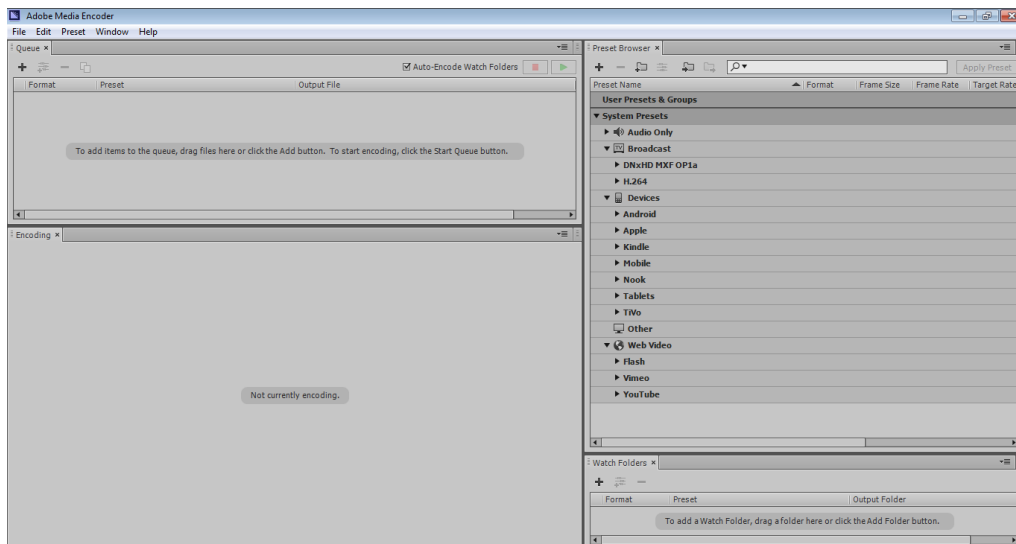 Adobe Media Encoder
File Edit Preset Window Help
Queue ×
Auto-Encode Watch Folders
Format Preset Output File
To add items to the queue, drag files here or click the Add button. To start encoding, click the Start Queue button.
Encoding ×
Not currently encoding.
Preset Browser ×
Apply Preset
Preset Name Format Frame Size Frame Rate Target Rate
User Presets & Groups
System Presets
Audio Only
TV Broadcast
DNxHD MXF OP1a
H.264
Devices
Android
Apple
Kindle
Mobile
Nook
Tablets
TiVo
Other
Web Video
Flash
Vimeo
YouTube
Watch Folders ×
Format Preset Output Folder
To add a Watch Folder, drag a folder here or click the Add Folder button.